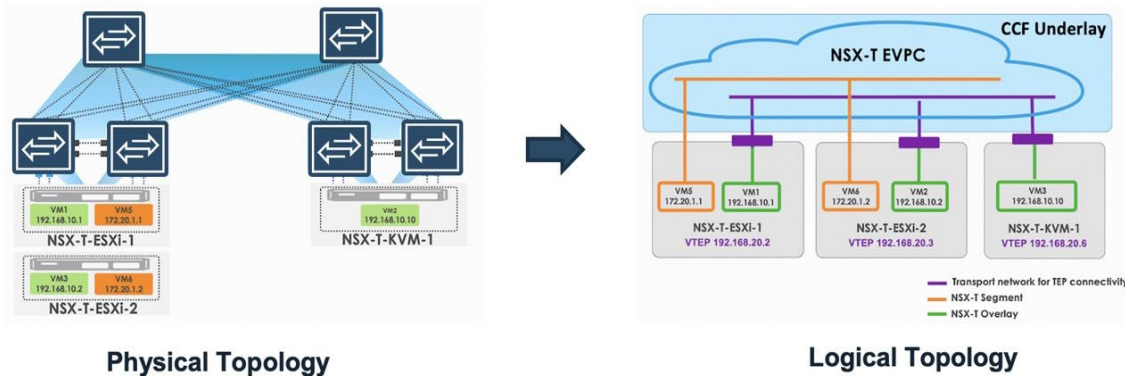 VM1
192.168.10.1
VM5
172.20.1.1
NSX-T-ESXi-1
VM3
192.168.10.2
VM6
172.20.1.2
NSX-T-ESXi-2
VM2
192.168.10.10
NSX-T-KVM-1
Physical Topology
CCF Underlay
NSX-T EVPC
VM5
172.20.1.1
VM1
192.168.10.1
NSX-T-ESXi-1
VTEP 192.168.20.2
VM6
172.20.1.2
VM2
192.168.10.2
NSX-T-ESXi-2
VTEP 192.168.20.3
VM3
192.168.10.10
NSX-T-KVM-1
VTEP 192.168.20.6
Transport network for TEP connectivity
NSX-T Segment
NSX-T Overlay
Logical Topology